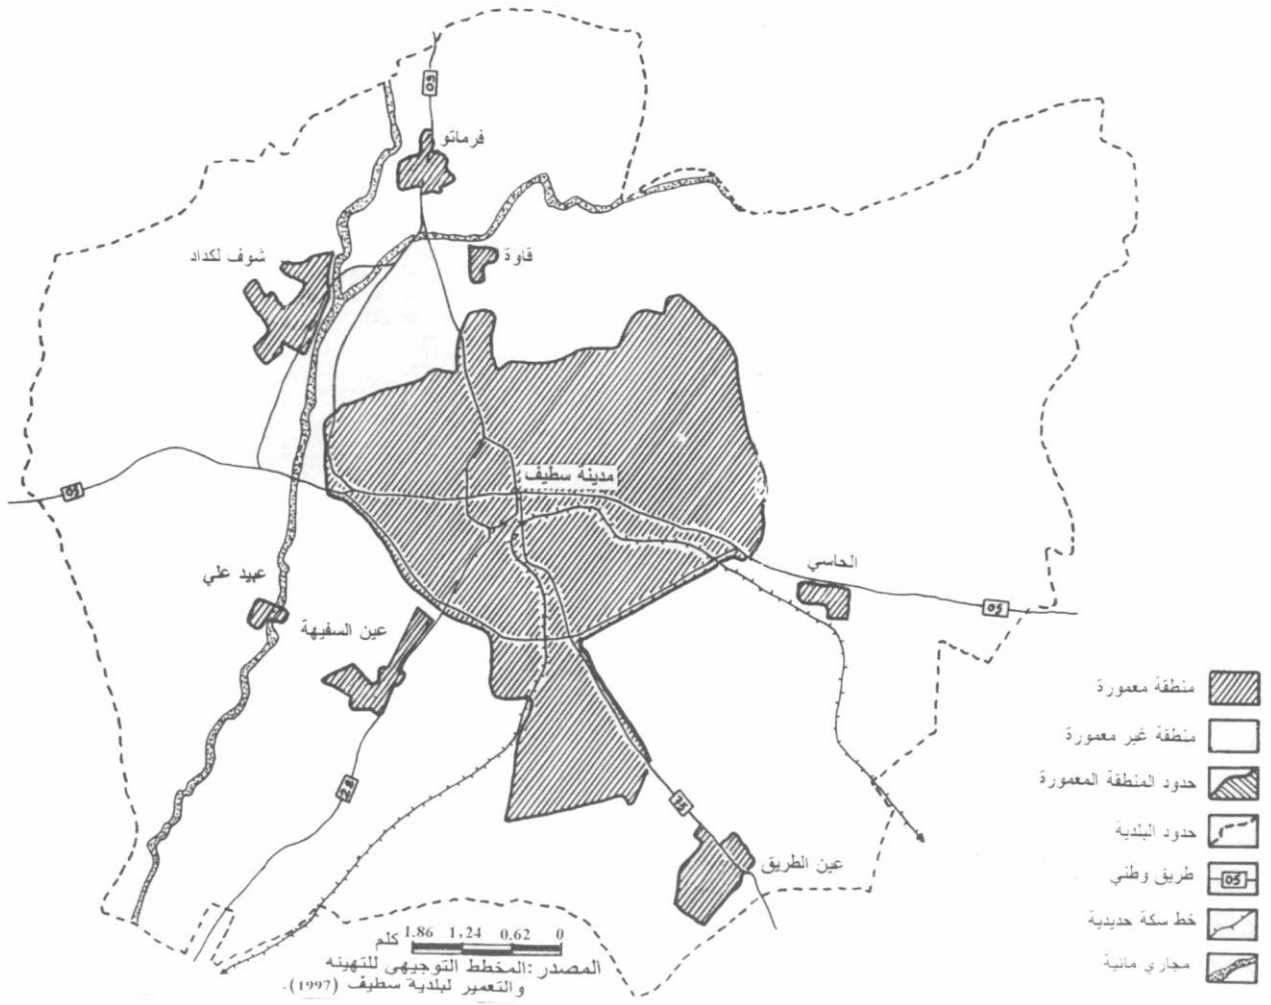 05
فرماتو
شوف لكداد
قاوة
مدينة سطيف
05
الحاسي
عبيد علي
05
عين السفيهة
28
75
عين الطريق
منطقة معمورة
منطقة غير معمورة
حدود المنطقة المعمورة
حدود البلدية
طريق وطني
05
خط سكة حديدية
مجاري مائية
1.86 1.24 0.62 0
كلم
المصدر :المخطط التوجيهي للتهيئه
والتعمير لبلدية سطيف (1997).